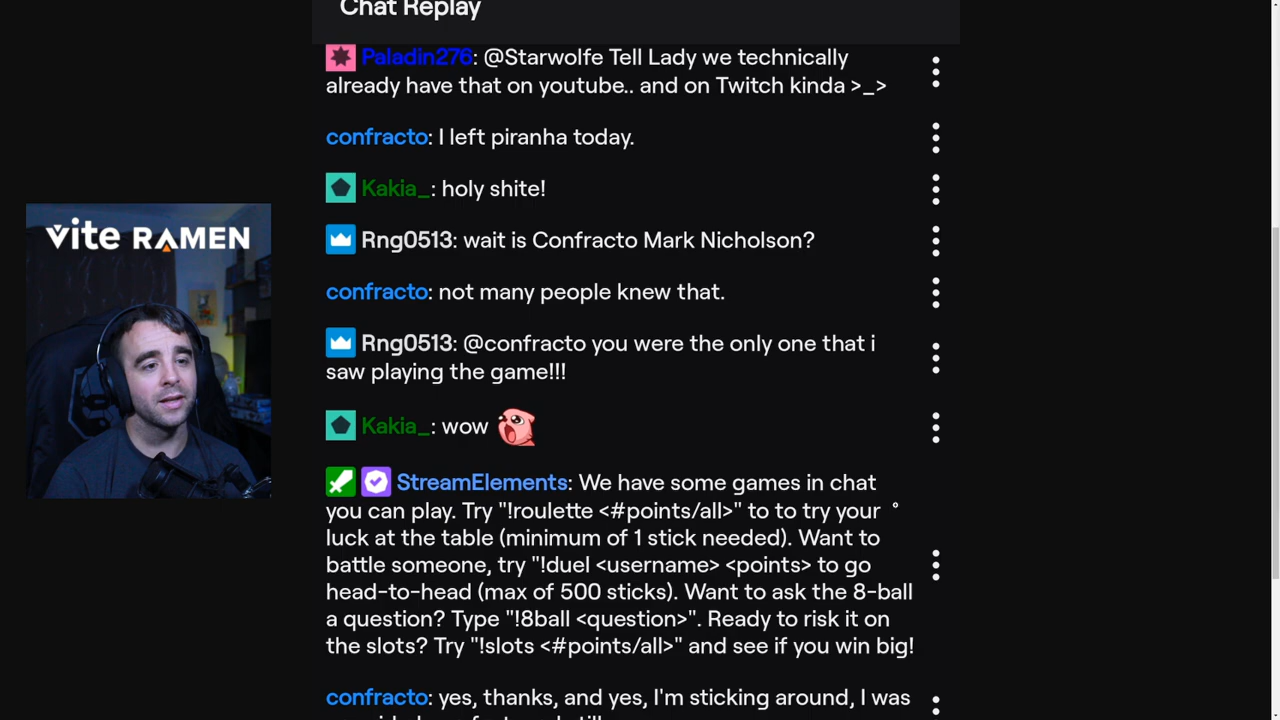 Chat Replay
Paladin276: @Starwolfe Tell Lady we technically
already have that on youtube.. and on Twitch kinda >_>
confracto: I left piranha today.
Kakia_: holy shite!
vite RAMEN
Rng0513: wait is Confracto Mark Nicholson?
confracto: not many people knew that.
Rng0513: @confracto you were the only one that i
saw playing the game!!!
Kakia_: wow
StreamElements: We have some games in chat
you can play. Try "!roulette <#points/all>" to to try your °
luck at the table (minimum of 1 stick needed). Want to
battle someone, try "!duel <username> <points> to go
head-to-head (max of 500 sticks). Want to ask the 8-ball
a question? Type "!8ball <question>". Ready to risk it on
the slots? Try "!slots <#points/all>" and see if you win big!
confracto: yes, thanks, and yes, I'm sticking around, I was